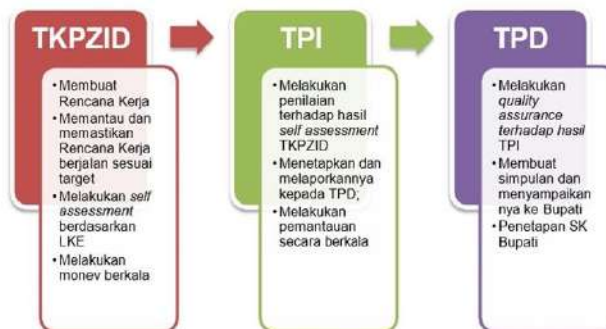 TKPZID
• Membuat
Rencana Kerja
• Memantau dan
memastikan
Rencana Kerja
berjalan sesuai
target
• Melakukan self
assessment
berdasarkan
LKE
• Melakukan
monev berkala
TPI
• Melakukan
penilaian
terhadap hasil
self assessment
TKPZID
• Menetapkan dan
melaporkannya
kepada TPD;
• Melakukan
pemantauan
secara berkala
TPD
• Melakukan
quality
assurance
terhadap hasil
TPI
• Membuat
simpulan dan
menyampaikan
nya ke Bupati
• Penetapan SK
Bupati